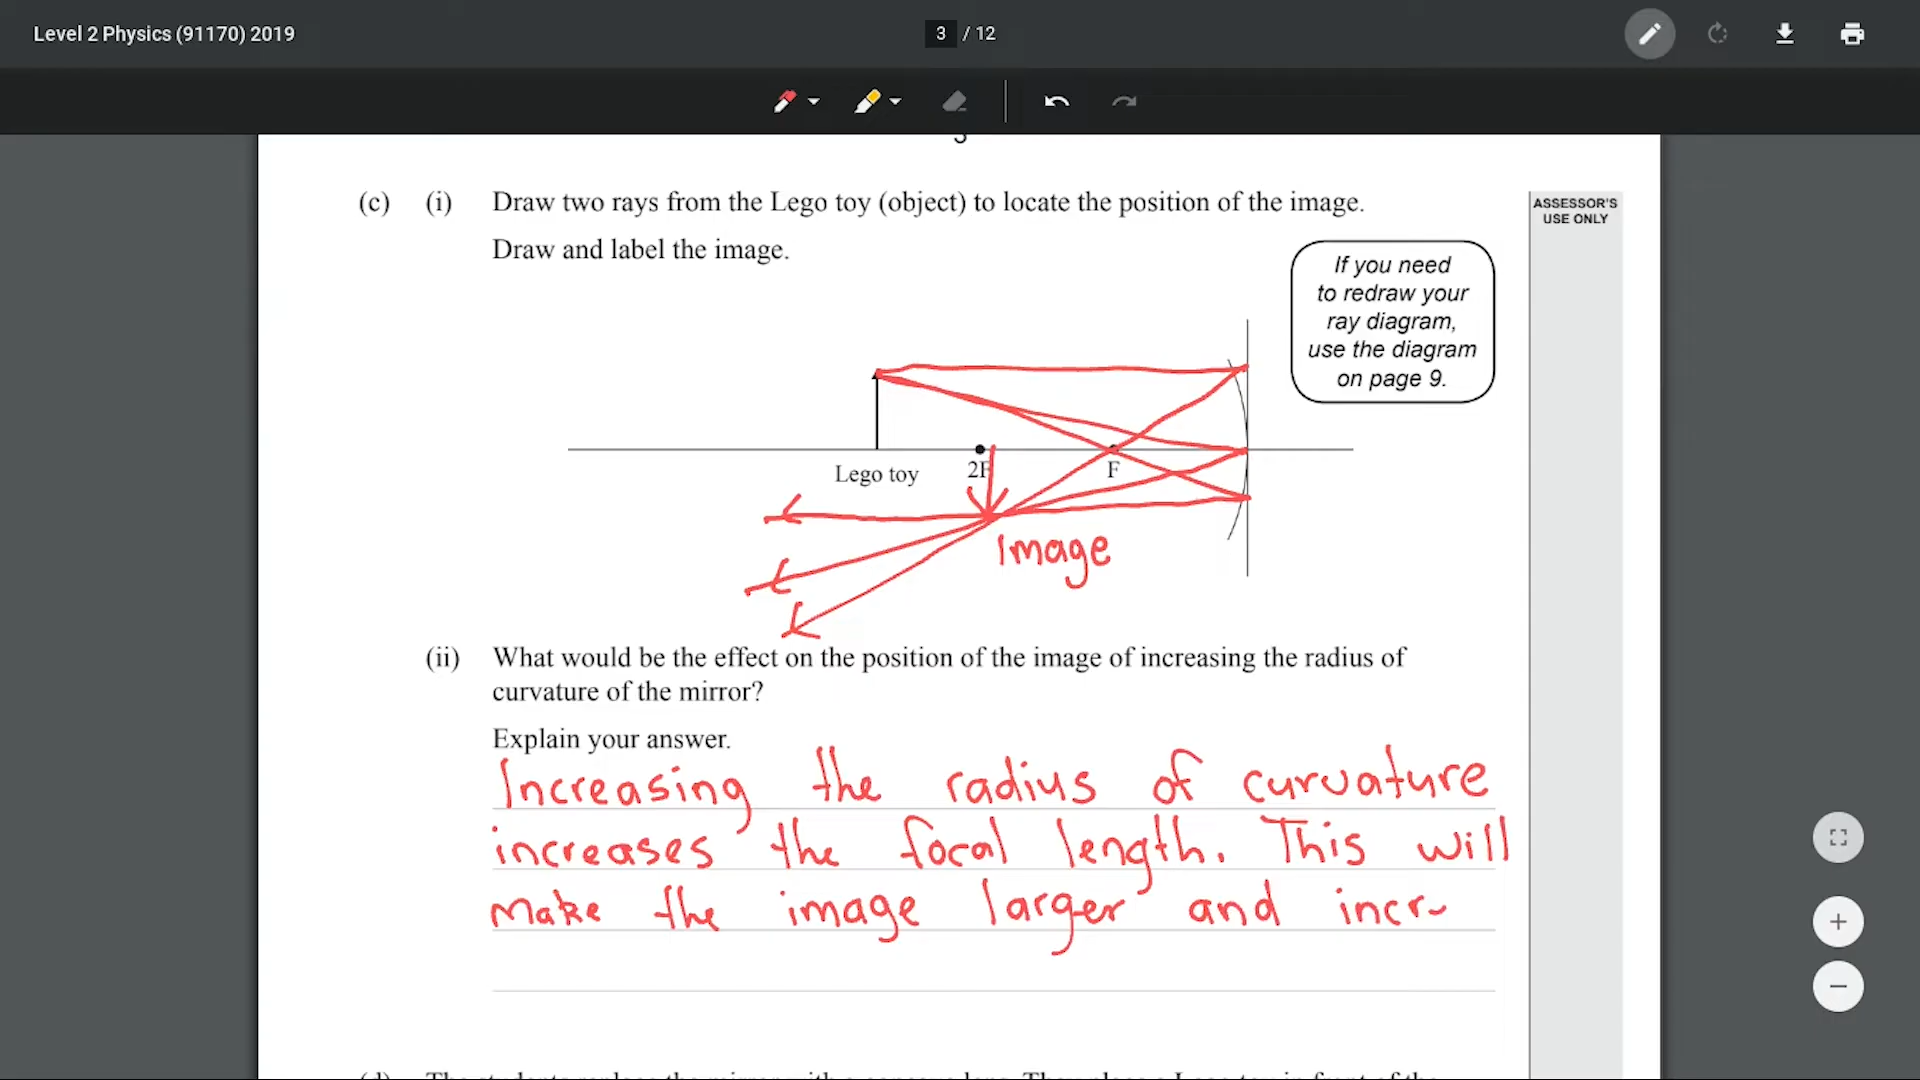 Level 2 Physics (91170) 2019
3 / 12
(c) (i) Draw two rays from the Lego toy (object) to locate the position of the image.
ASSESSOR'S
USE ONLY
Draw and label the image.
If you need
to redraw your
ray diagram,
use the diagram
on page 9.
Lego toy 2F F
Image
(ii) What would be the effect on the position of the image of increasing the radius of
curvature of the mirror?
Explain your answer.
Increasing the radius of curvature
increases the focal length. This will
make the image larger and incr